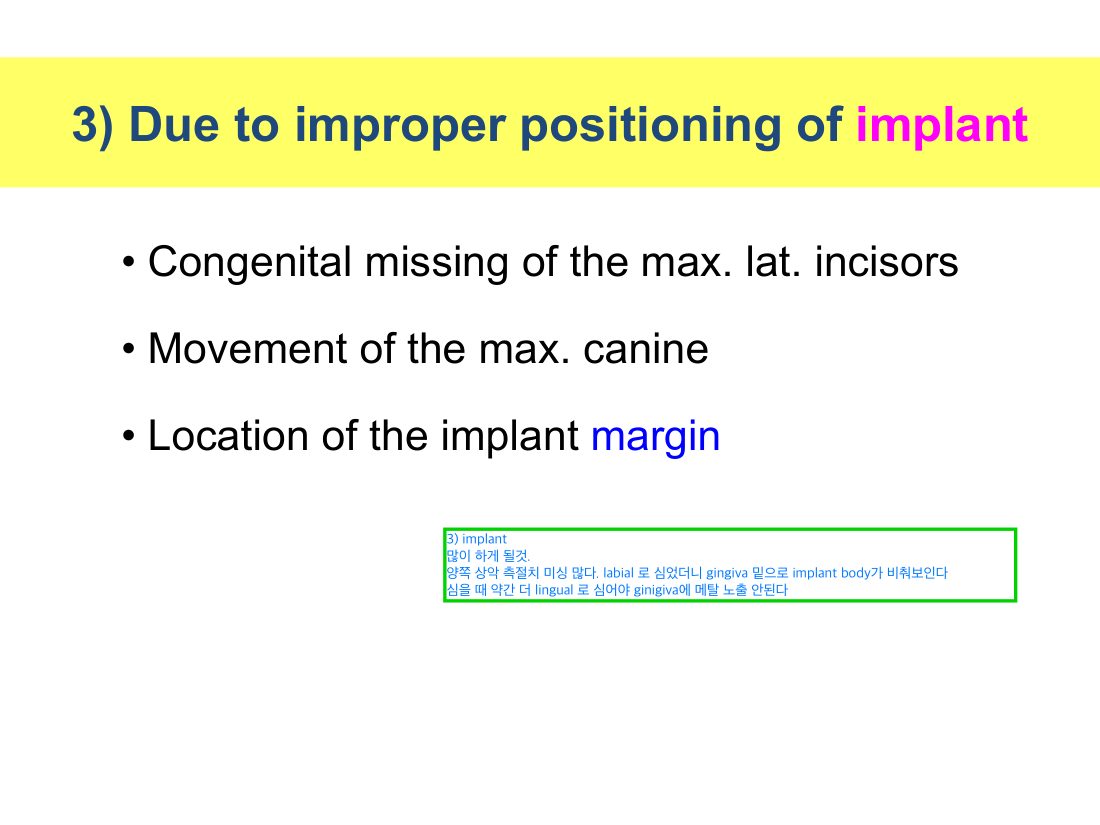 3) Due to improper positioning of implant
• Congenital missing of the max. lat. incisors
• Movement of the max. canine
• Location of the implant margin
3) implant
많이 하게 될것.
양쪽 상악 측절치 미싱 많다. labial 로 심었더니 gingiva 밑으로 implant body가 비춰보인다
심을 때 약간 더 lingual 로 심어야 ginigiva에 메탈 노출 안된다